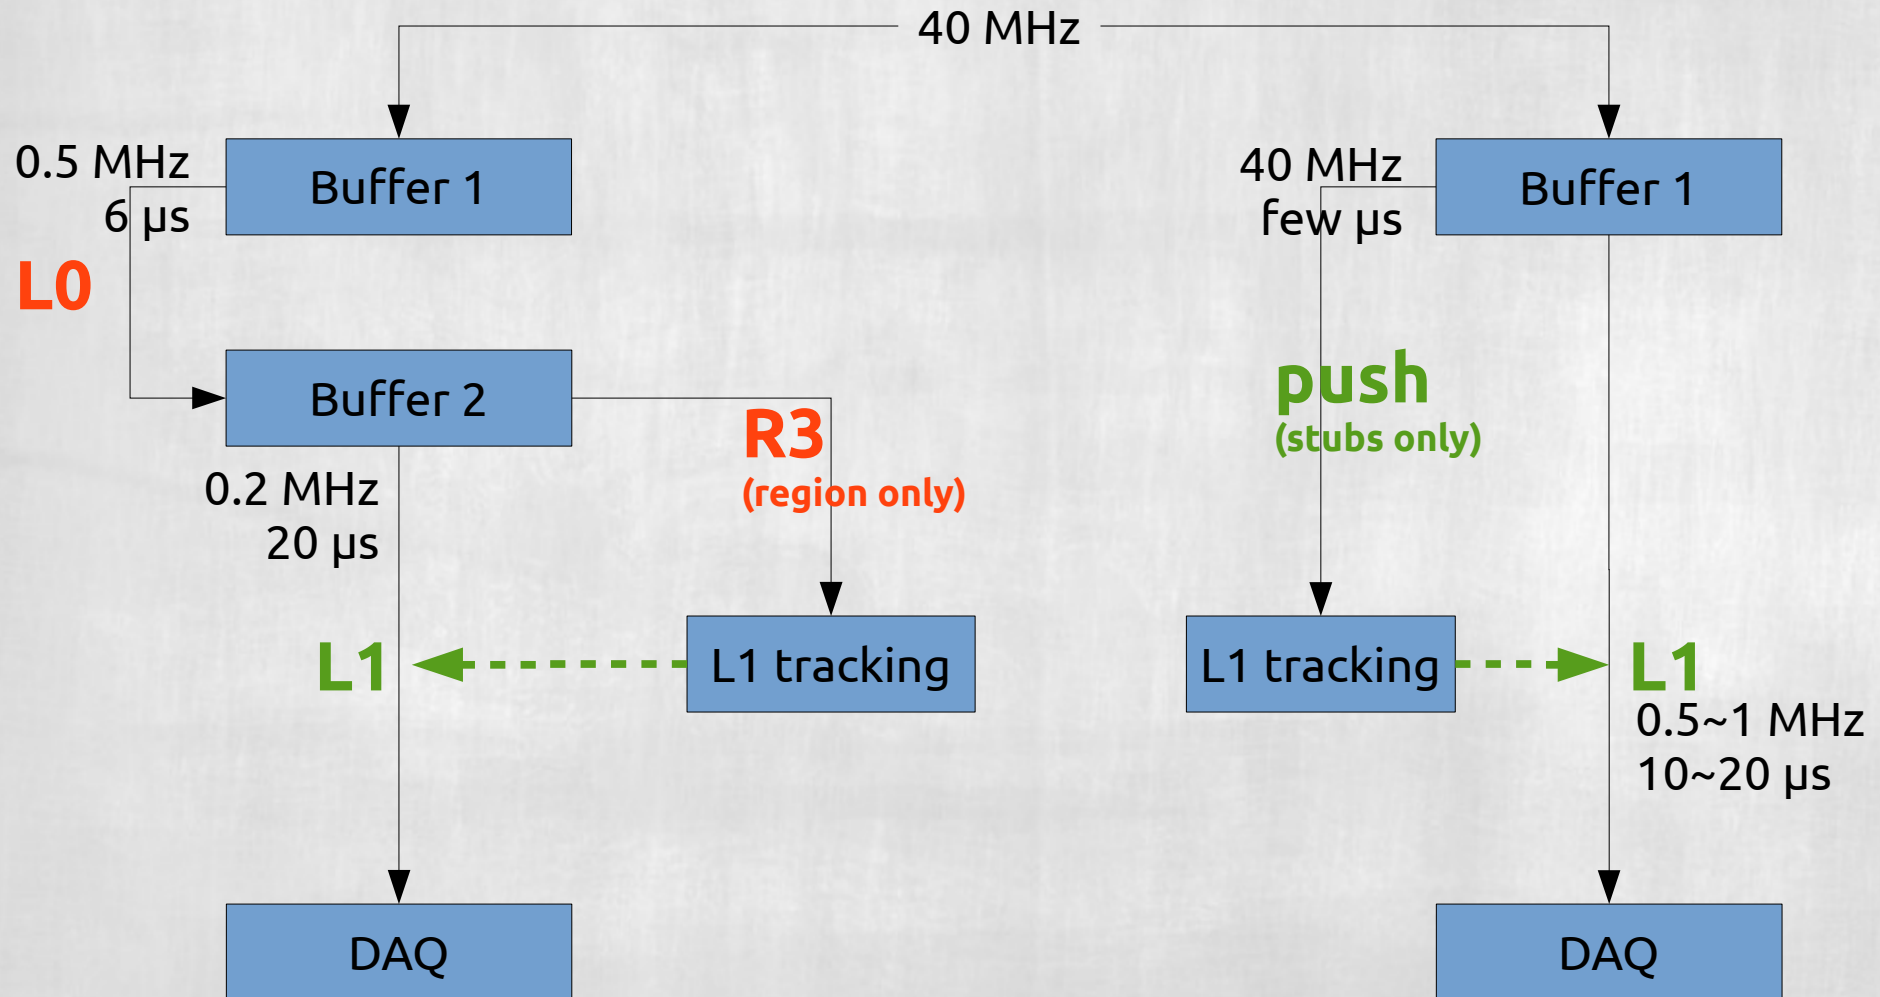 40 MHz
0.5 MHz
6 µs
Buffer 1
L0
Buffer 2
R3
(region only)
0.2 MHz
20 µs
L1
L1 tracking
DAQ
40 MHz
few µs
Buffer 1
push
(stubs only)
L1 tracking
L1
0.5~1 MHz
10~20 µs
DAQ